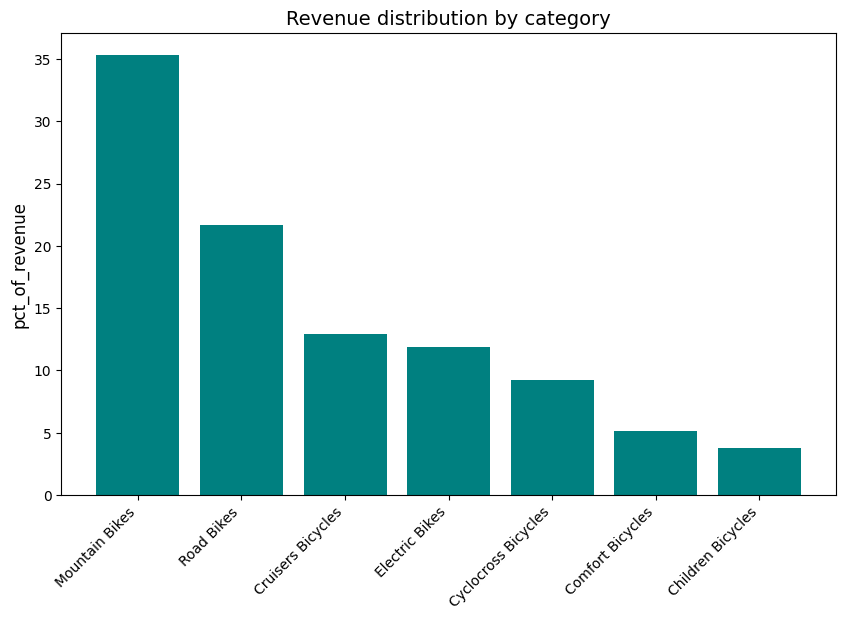 Revenue distribution by category
pct_of_revenue
35
30
25
20
15
10
5
0
Mountain Bikes
Road Bikes
Cruisers Bicycles
Electric Bikes
Cyclocross Bicycles
Comfort Bicycles
Children Bicycles